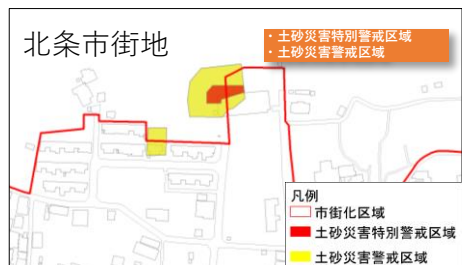 北条市街地
・土砂災害特別警戒区域
・土砂災害警戒区域
凡例
市街化区域
土砂災害特別警戒区域
土砂災害警戒区域